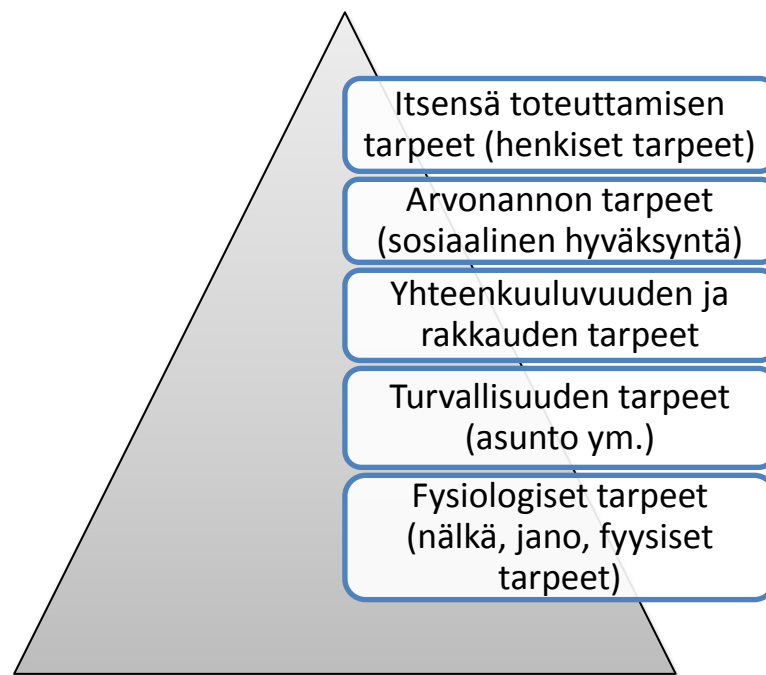 Itsensä toteuttamisen
tarpeet (henkiset tarpeet)
Arvonannon tarpeet
(sosiaalinen hyväksyntä)
Yhteenkuuluvuuden ja
rakkauden tarpeet
Turvallisuuden tarpeet
(asunto ym.)
Fysiologiset tarpeet
(nälkä, jano, fyysiset
tarpeet)